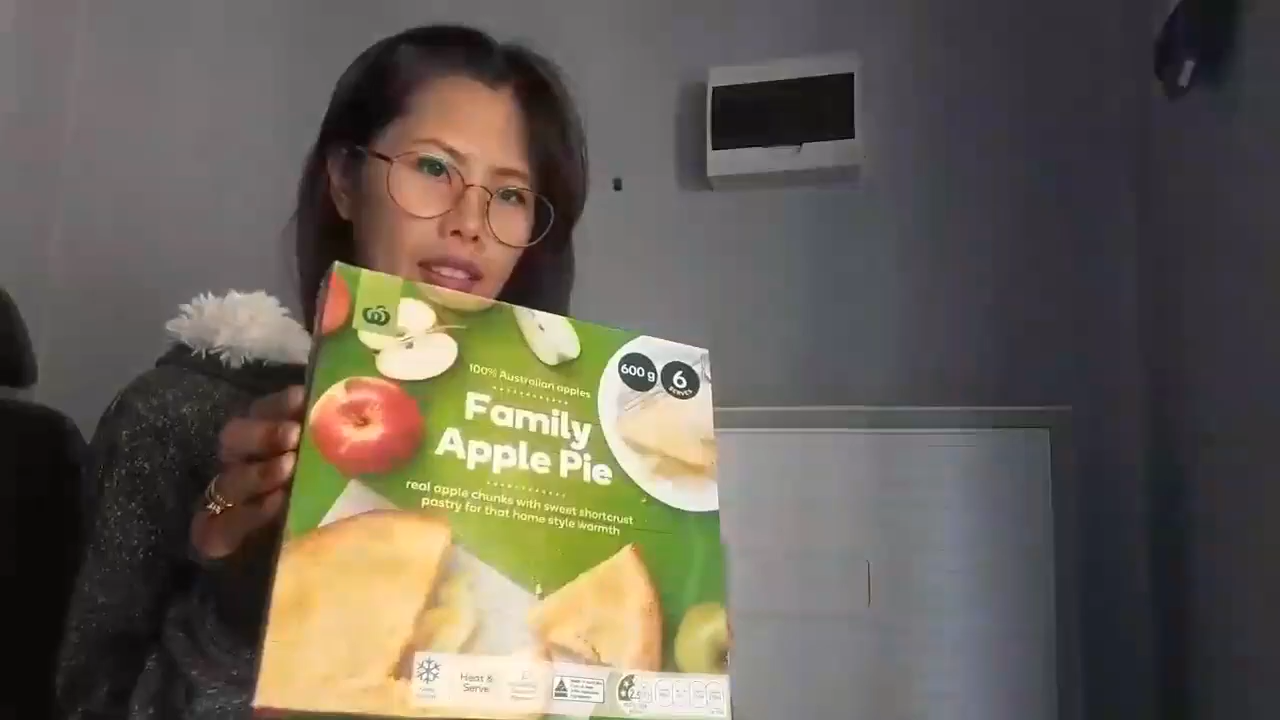 100% Australian apples
600 g
6
SERVES
Family
Apple Pie
real apple chunks with sweet shortcrust
pastry for that home style warmth
Heat &
Serve